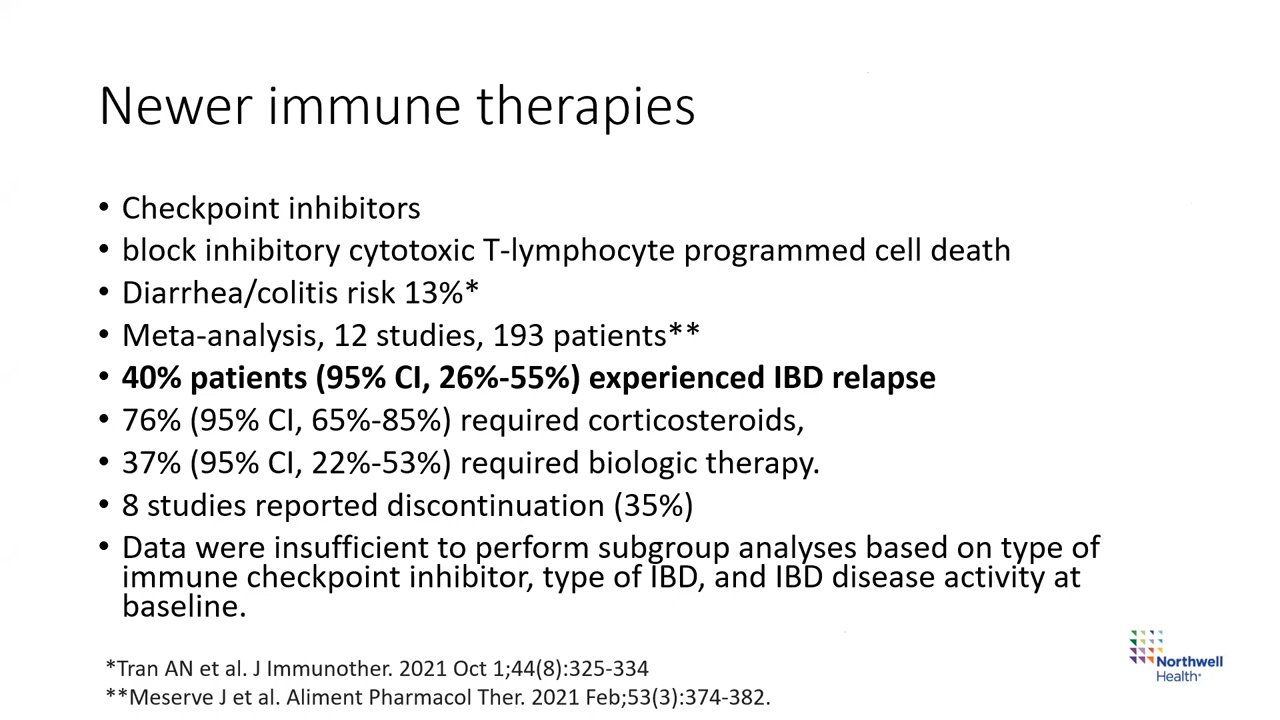 Newer immune therapies
• Checkpoint inhibitors
• block inhibitory cytotoxic T-lymphocyte programmed cell death
• Diarrhea/colitis risk 13%*
• Meta-analysis, 12 studies, 193 patients**
• 40% patients (95% CI, 26%-55%) experienced IBD relapse
• 76% (95% CI, 65%-85%) required corticosteroids,
• 37% (95% CI, 22%-53%) required biologic therapy.
• 8 studies reported discontinuation (35%)
• Data were insufficient to perform subgroup analyses based on type of
immune checkpoint inhibitor, type of IBD, and IBD disease activity at
baseline.
*Tran AN et al. J Immunother. 2021 Oct 1;44(8):325-334
**Meserve J et al. Aliment Pharmacol Ther. 2021 Feb;53(3):374-382.
Northwell
Health